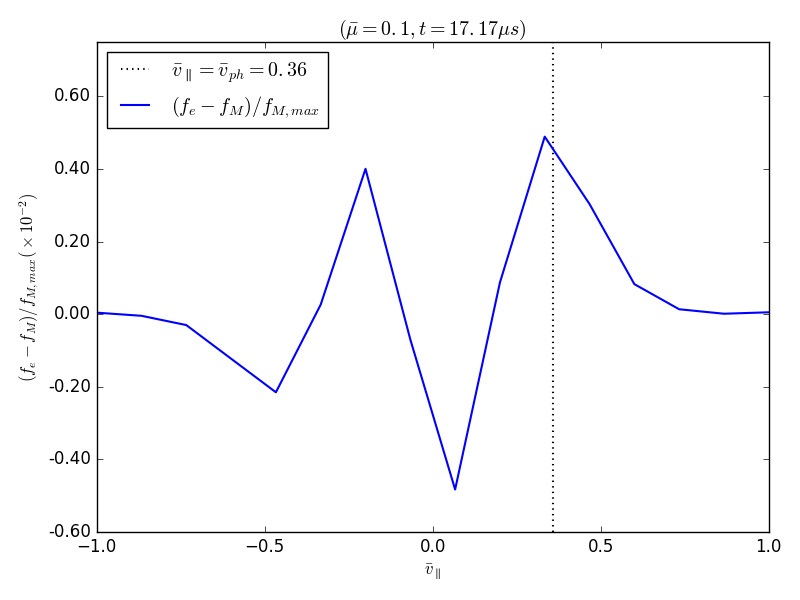 (μ̄ = 0.1, t = 17.17μs)
v̄∥ = v̄ph = 0.36
(fe − fM)/fM,max
(fe − fM)/fM,max(×10⁻²)
0.60
0.40
0.20
0.00
-0.20
-0.40
-0.60
−1.0 −0.5 0.0 0.5 1.0
v̄∥